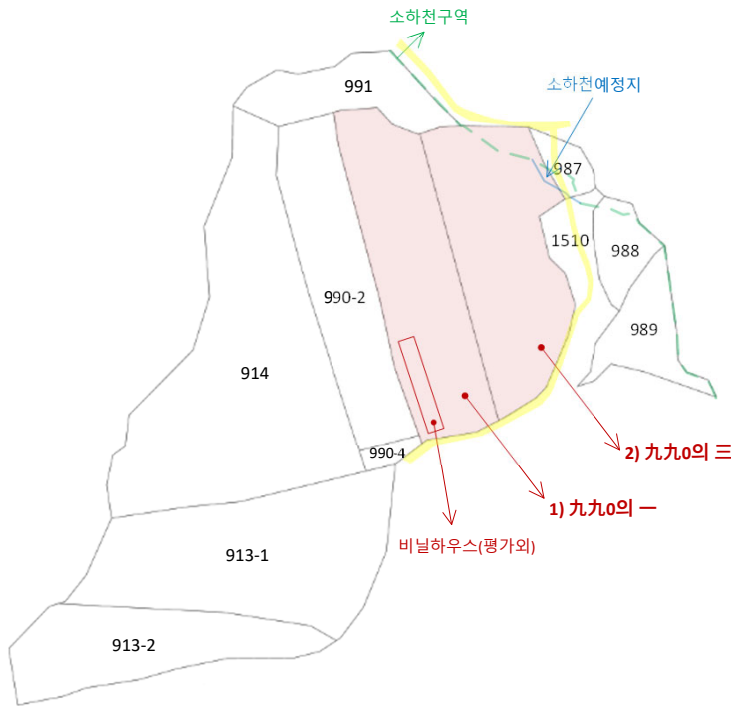 소하천구역
991
소하천예정지
987
1510
988
990-2
989
914
2) 九九0의 三
990-4
1) 九九0의 一
비닐하우스(평가외)
913-1
913-2